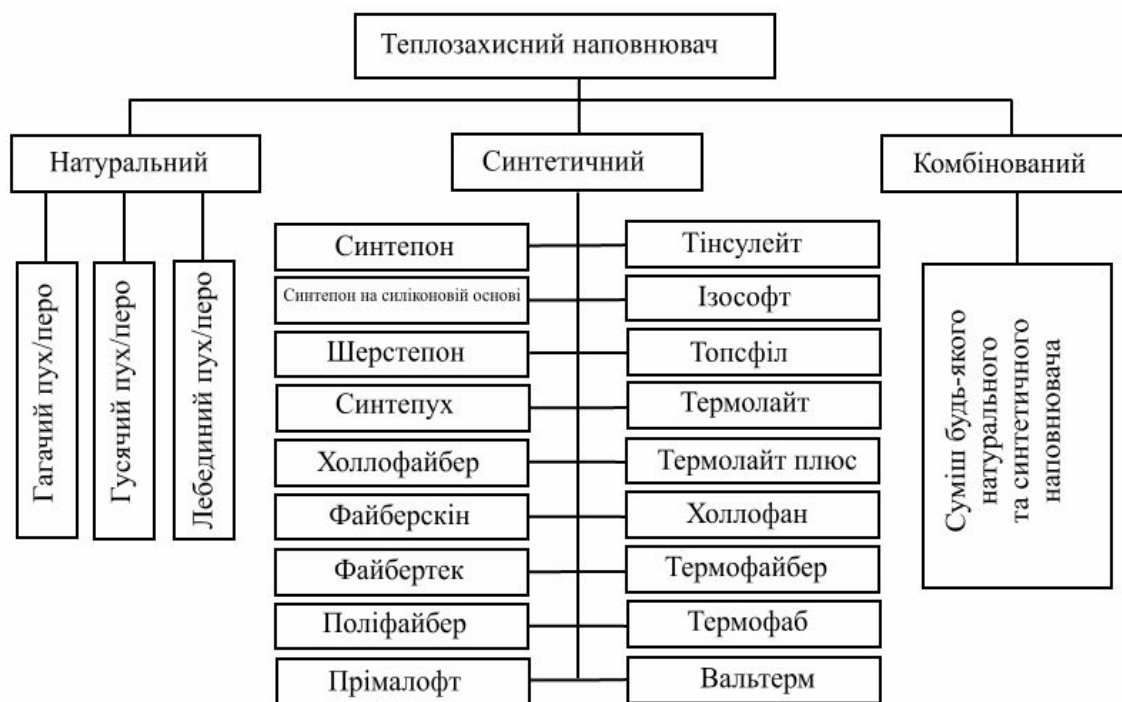 Теплозахисний наповнювач
Натуральний
Синтетичний
Комбінований
Гагачий пух/перо
Гусячий пух/перо
Лебединий пух/перо
Синтепон
Синтепон на силіконовій основі
Шерстепон
Синтепух
Холлофайбер
Файберскін
Файбертек
Поліфайбер
Прімалофт
Тінсулейт
Ізософт
Топсфіл
Термолайт
Термолайт плюс
Холлофан
Термофайбер
Термофаб
Вальтерм
Суміш будь-якого
натурального
та синтетичного
наповнювача